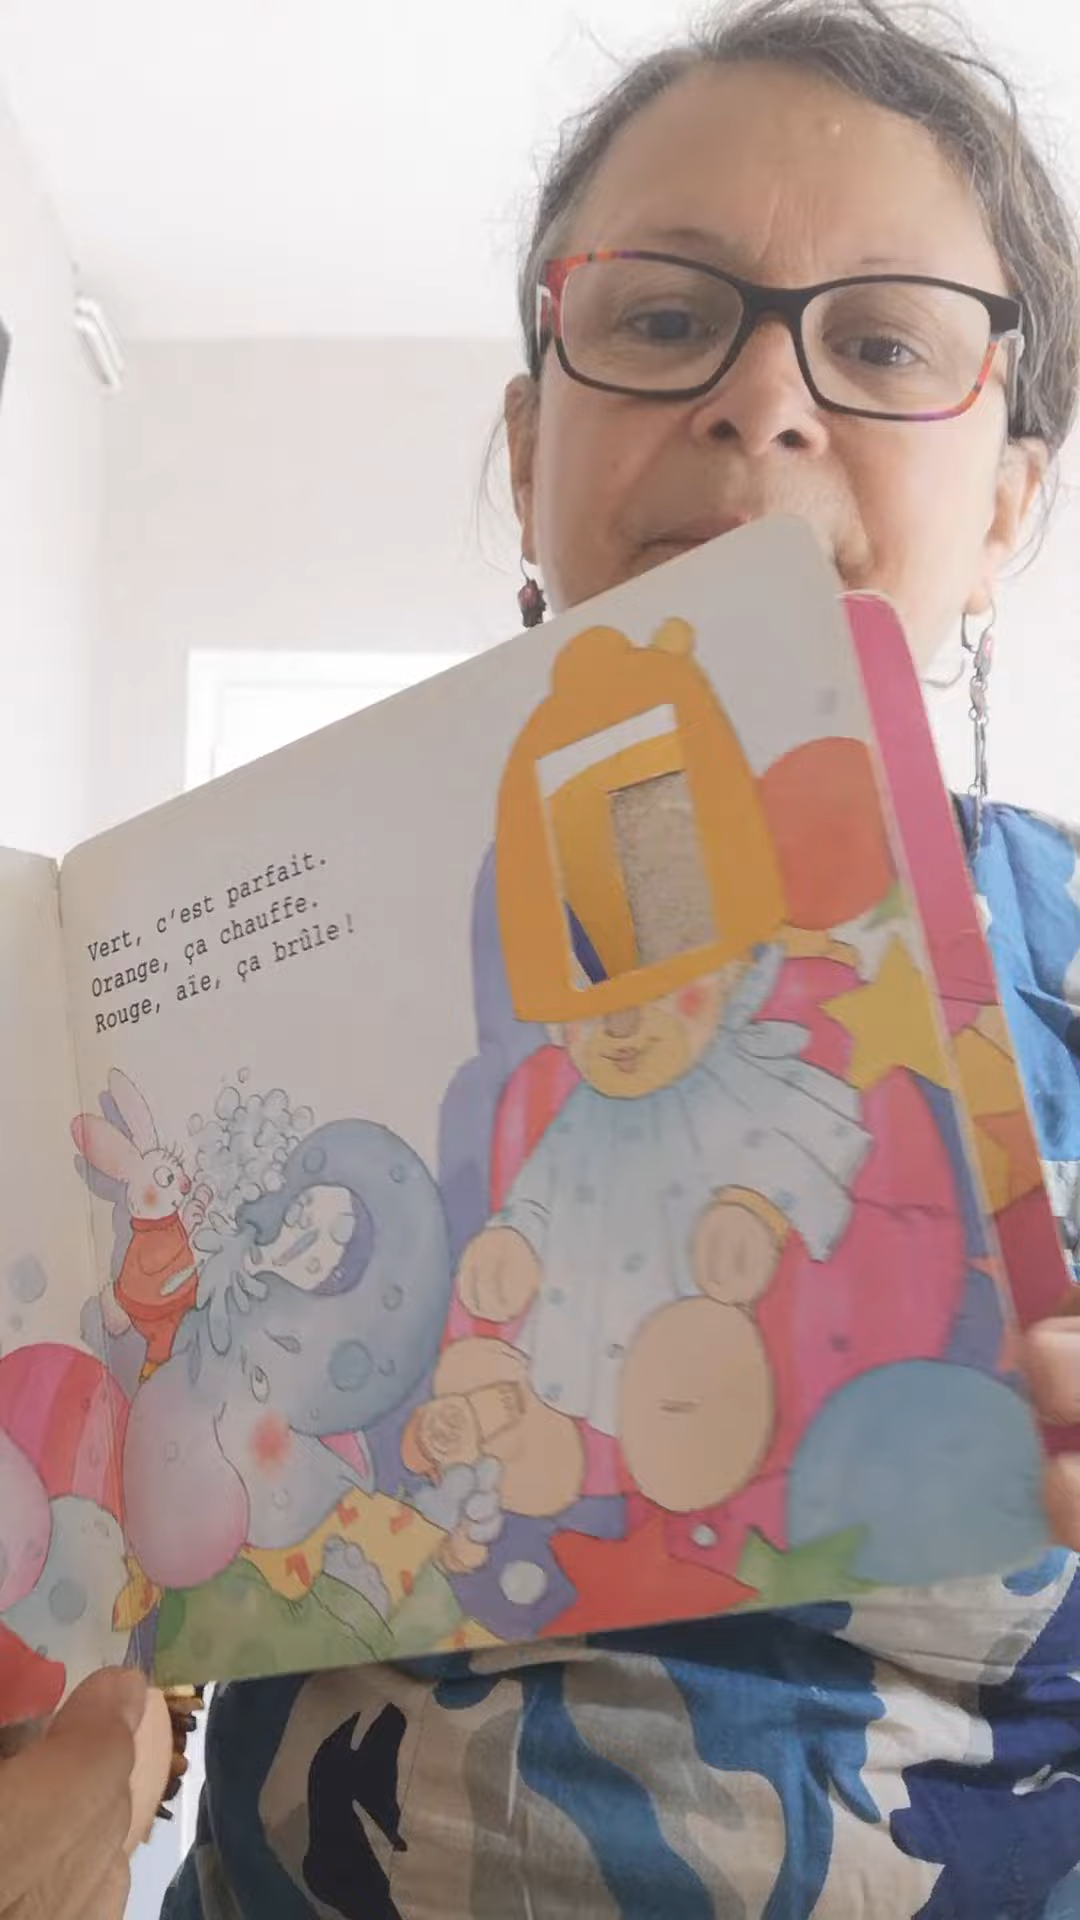 Vert, c'est parfait.
Orange, ça chauffe.
Rouge, aïe, ça brûle !